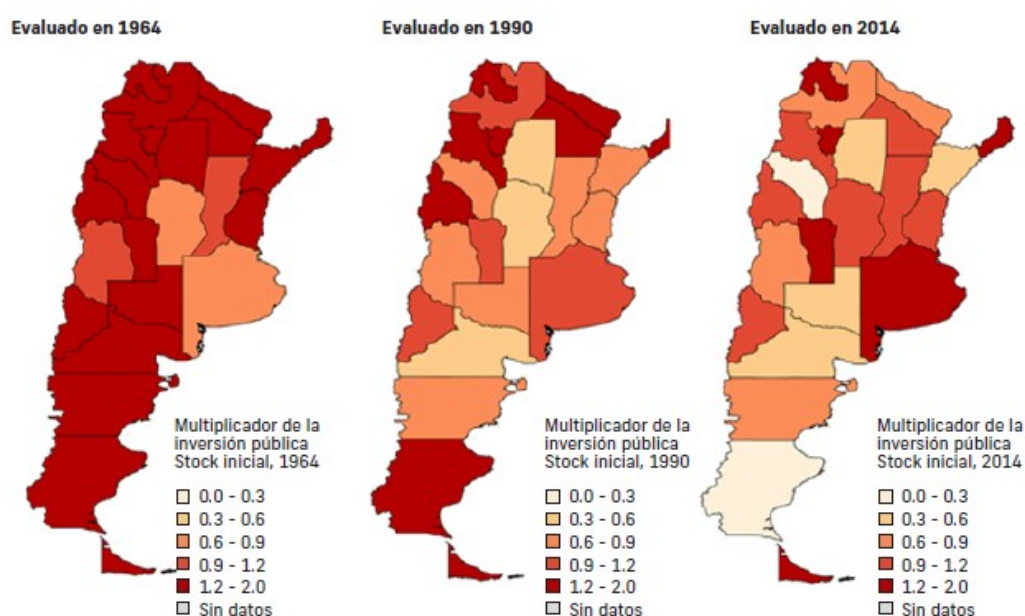 Evaluado en 1964
Multiplicador de la
inversión pública
Stock inicial, 1964
0.0 - 0.3
0.3 - 0.6
0.6 - 0.9
0.9 - 1.2
1.2 - 2.0
Sin datos
Evaluado en 1990
Multiplicador de la
inversión pública
Stock inicial, 1990
0.0 - 0.3
0.3 - 0.6
0.6 - 0.9
0.9 - 1.2
1.2 - 2.0
Sin datos
Evaluado en 2014
Multiplicador de la
inversión pública
Stock inicial, 2014
0.0 - 0.3
0.3 - 0.6
0.6 - 0.9
0.9 - 1.2
1.2 - 2.0
Sin datos